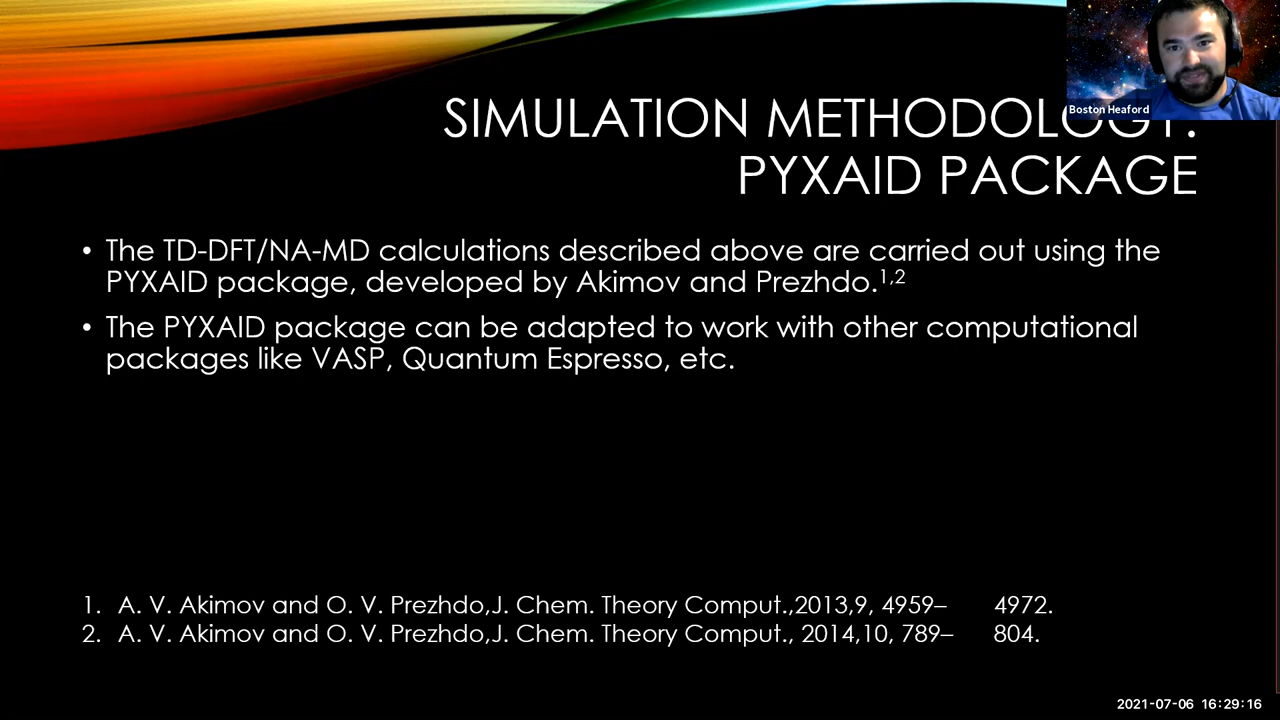 Boston Heaford
SIMULATION METHODOLOGY:
PYXAID PACKAGE
• The TD-DFT/NA-MD calculations described above are carried out using the
PYXAID package, developed by Akimov and Prezhdo.1,2
• The PYXAID package can be adapted to work with other computational
packages like VASP, Quantum Espresso, etc.
1. A. V. Akimov and O. V. Prezhdo,J. Chem. Theory Comput.,2013,9, 4959– 4972.
2. A. V. Akimov and O. V. Prezhdo,J. Chem. Theory Comput., 2014,10, 789– 804.
2021-07-06 16:29:16